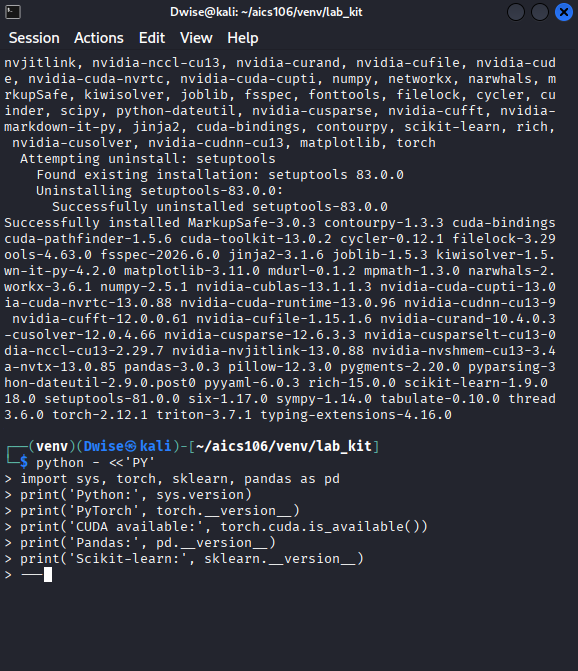 Dwise@kali: ~/aics106/venv/lab_kit
Session Actions Edit View Help
nvjitlink, nvidia-nccl-cu13, nvidia-curand, nvidia-cufile, nvidia-cud
e, nvidia-cuda-nvrtc, nvidia-cuda-cupti, numpy, networkx, narwhals, m
rkupSafe, kiwisolver, joblib, fsspec, fonttools, filelock, cycler, cu
inder, scipy, python-dateutil, nvidia-cusparse, nvidia-cufft, nvidia-
markdown-it-py, jinja2, cuda-bindings, contourpy, scikit-learn, rich,
nvidia-cusolver, nvidia-cudnn-cu13, matplotlib, torch
Attempting uninstall: setuptools
Found existing installation: setuptools 83.0.0
Uninstalling setuptools-83.0.0:
Successfully uninstalled setuptools-83.0.0
Successfully installed MarkupSafe-3.0.3 contourpy-1.3.3 cuda-bindings
cuda-pathfinder-1.5.6 cuda-toolkit-13.0.2 cycler-0.12.1 filelock-3.29
ools-4.63.0 fsspec-2026.6.0 jinja2-3.1.6 joblib-1.5.3 kiwisolver-1.5.
wn-it-py-4.2.0 matplotlib-3.11.0 mdurl-0.1.2 mpmath-1.3.0 narwhals-2.
workx-3.6.1 numpy-2.5.1 nvidia-cublas-13.1.1.3 nvidia-cuda-cupti-13.0
ia-cuda-nvrtc-13.0.88 nvidia-cuda-runtime-13.0.96 nvidia-cudnn-cu13-9
nvidia-cufft-12.0.0.61 nvidia-cufile-1.15.1.6 nvidia-curand-10.4.0.3
-cusolver-12.0.4.66 nvidia-cusparse-12.6.3.3 nvidia-cusparselt-cu13-0
dia-nccl-cu13-2.29.7 nvidia-nvjitlink-13.0.88 nvidia-nvshmem-cu13-3.4
a-nvtx-13.0.85 pandas-3.0.3 pillow-12.3.0 pygments-2.20.0 pyparsing-3
hon-dateutil-2.9.0.post0 pyyaml-6.0.3 rich-15.0.0 scikit-learn-1.9.0
18.0 setuptools-81.0.0 six-1.17.0 sympy-1.14.0 tabulate-0.10.0 thread
3.6.0 torch-2.12.1 triton-3.7.1 typing-extensions-4.16.0
┌──(venv)(Dwise㉿kali)-[~/aics106/venv/lab_kit]
└─$ python - <<'PY'
> import sys, torch, sklearn, pandas as pd
> print('Python:', sys.version)
> print('PyTorch', torch.__version__)
> print('CUDA available:', torch.cuda.is_available())
> print('Pandas:', pd.__version__)
> print('Scikit-learn:', sklearn.__version__)
> ---